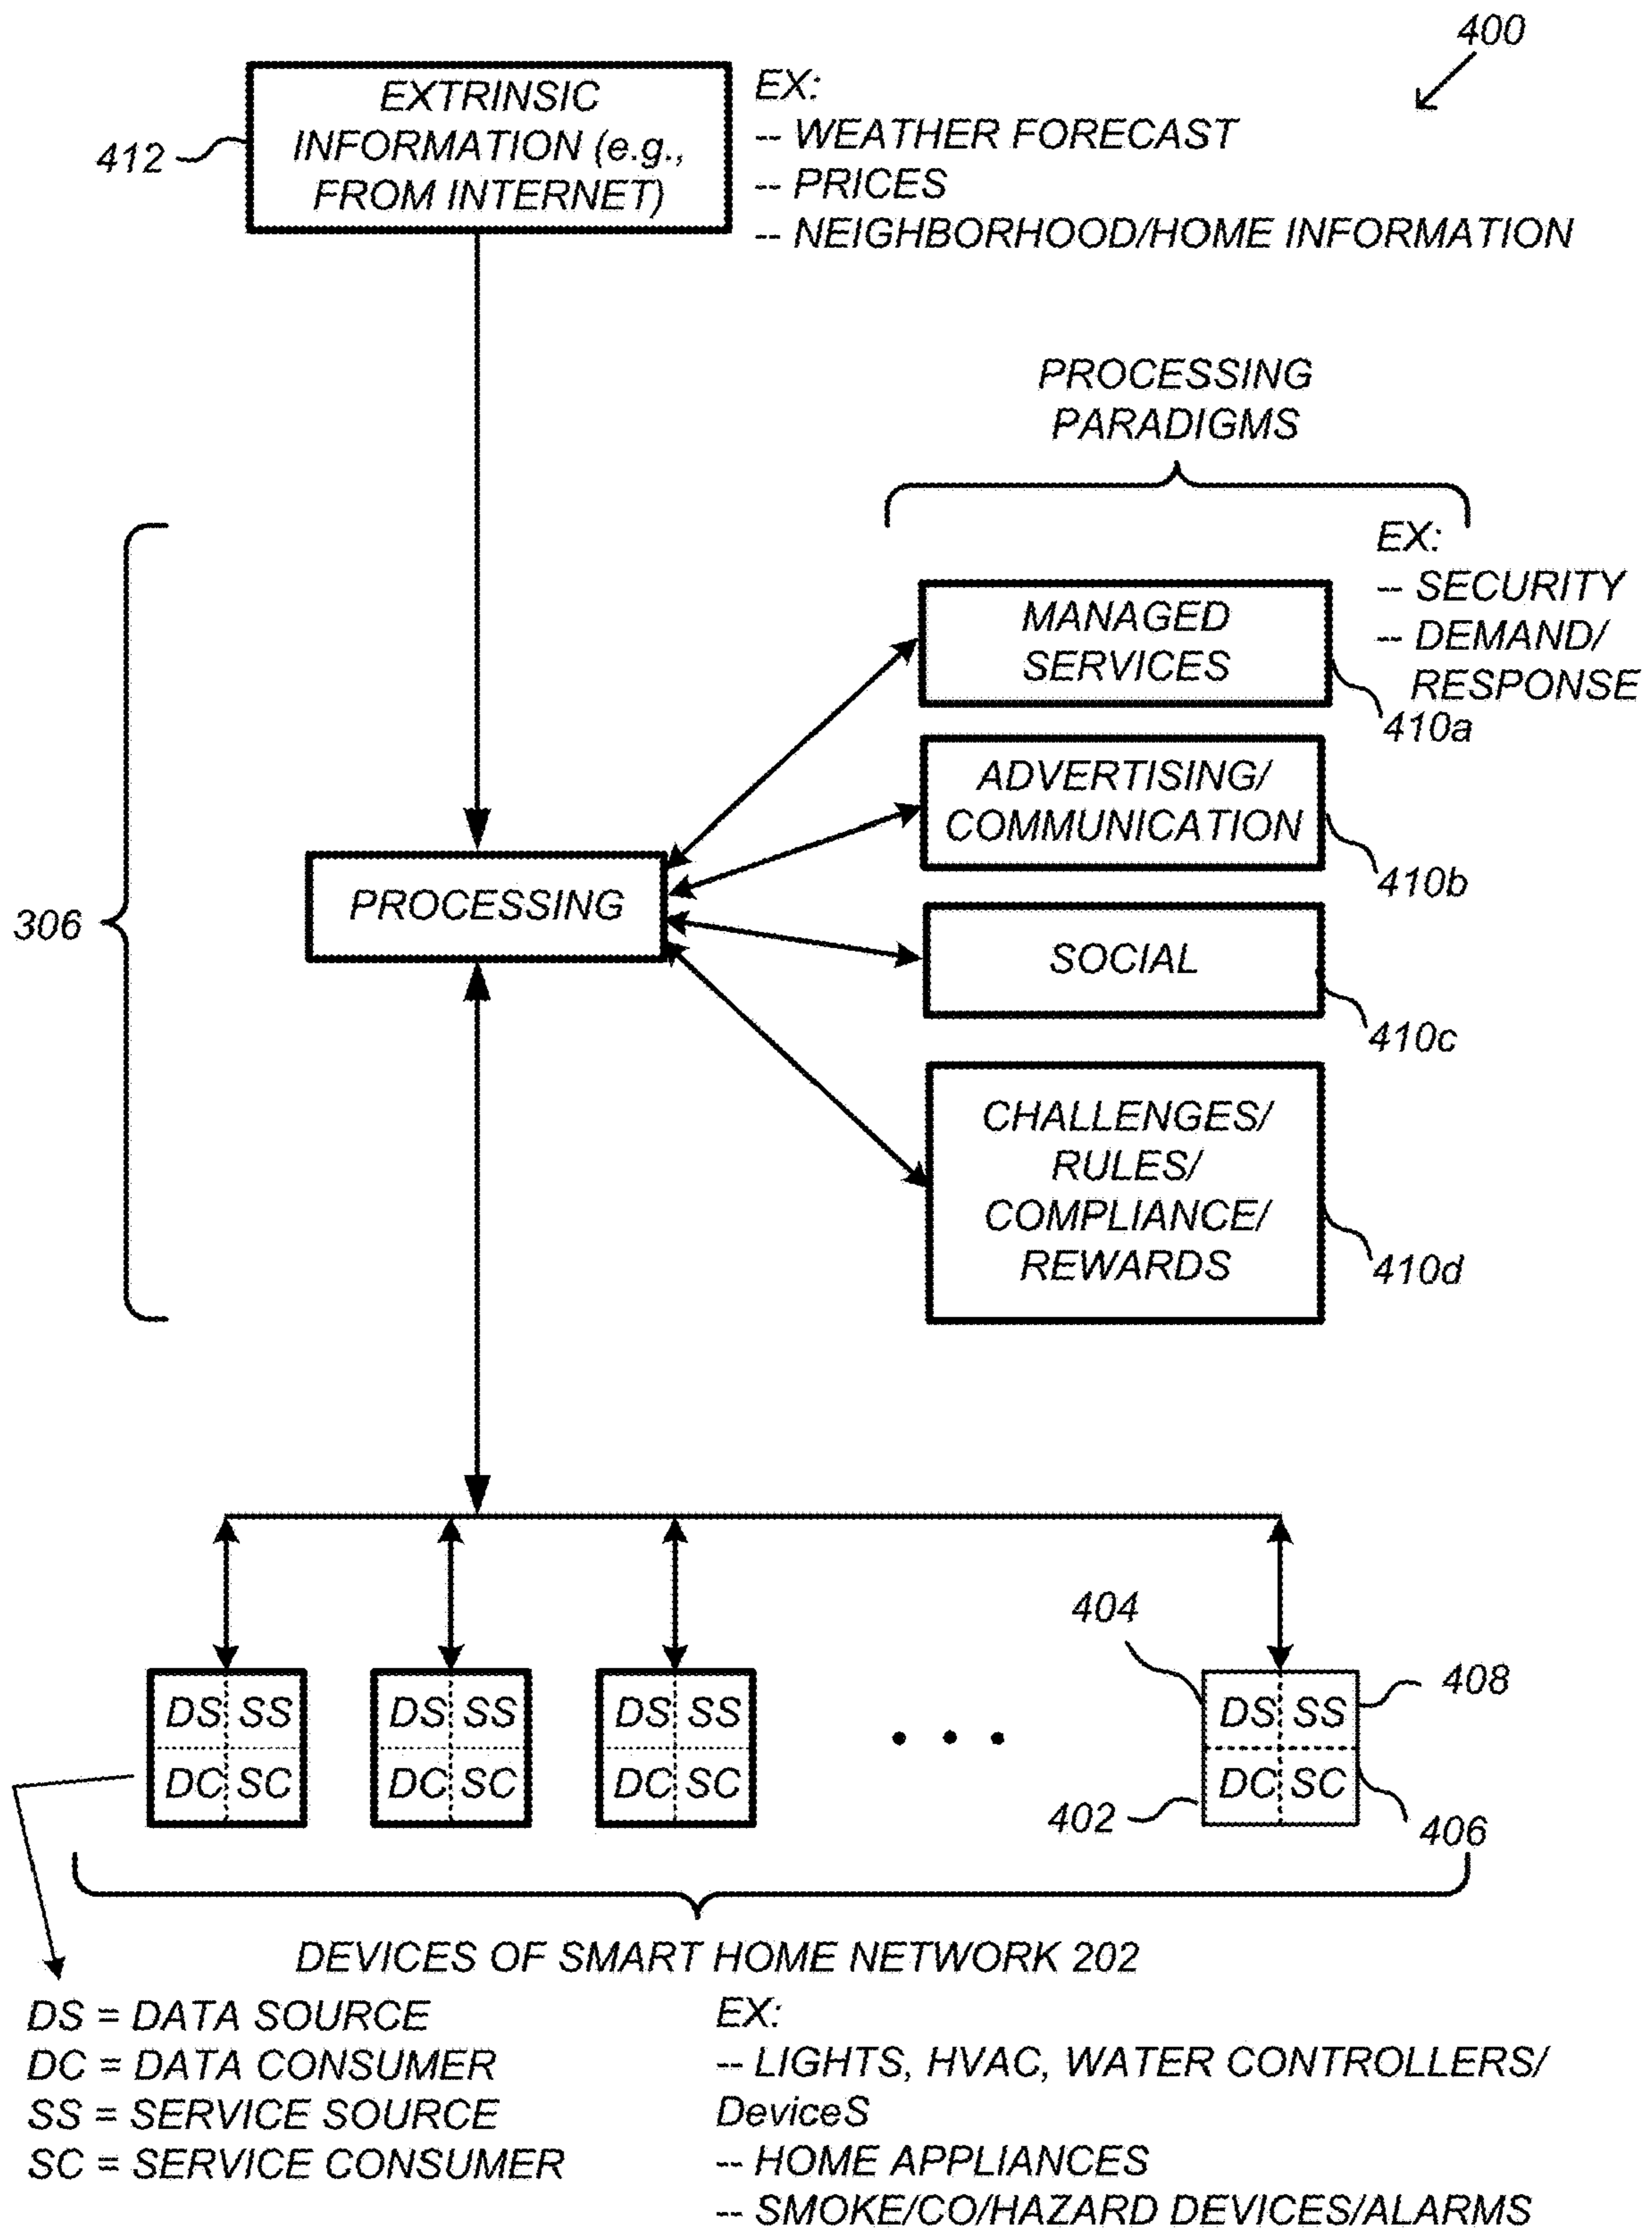 400
EXTRINSIC
INFORMATION (e.g.,
FROM INTERNET)
412
EX:
-- WEATHER FORECAST
-- PRICES
-- NEIGHBORHOOD/HOME INFORMATION
PROCESSING
PARADIGMS
EX:
-- SECURITY
-- DEMAND/
RESPONSE
MANAGED
SERVICES
410a
ADVERTISING/
COMMUNICATION
410b
306
PROCESSING
SOCIAL
410c
CHALLENGES/
RULES/
COMPLIANCE/
REWARDS
410d
404
408
DS SS
DC SC
DS SS
DC SC
DS SS
DC SC
• • •
DS SS
DC SC
402
406
DEVICES OF SMART HOME NETWORK 202
DS = DATA SOURCE
DC = DATA CONSUMER
SS = SERVICE SOURCE
SC = SERVICE CONSUMER
EX:
-- LIGHTS, HVAC, WATER CONTROLLERS/
DeviceS
-- HOME APPLIANCES
-- SMOKE/CO/HAZARD DEVICES/ALARMS